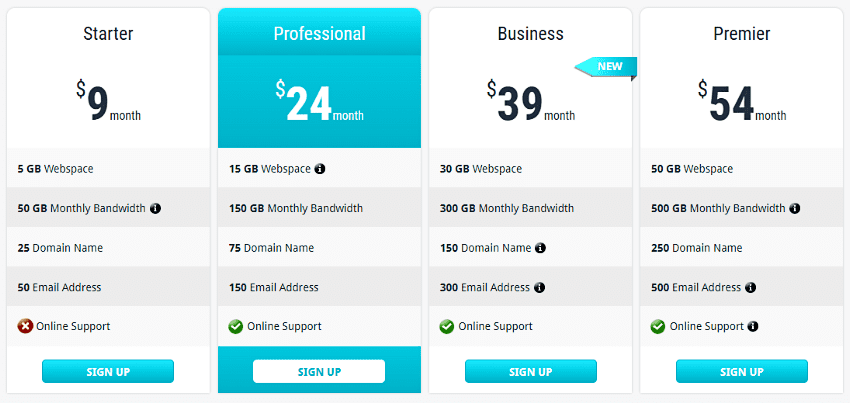 Starter
$9 month
5 GB Webspace
50 GB Monthly Bandwidth
25 Domain Name
50 Email Address
Online Support
SIGN UP
Professional
$24 month
15 GB Webspace
150 GB Monthly Bandwidth
75 Domain Name
150 Email Address
Online Support
SIGN UP
Business
NEW
$39 month
30 GB Webspace
300 GB Monthly Bandwidth
150 Domain Name
300 Email Address
Online Support
SIGN UP
Premier
$54 month
50 GB Webspace
500 GB Monthly Bandwidth
250 Domain Name
500 Email Address
Online Support
SIGN UP